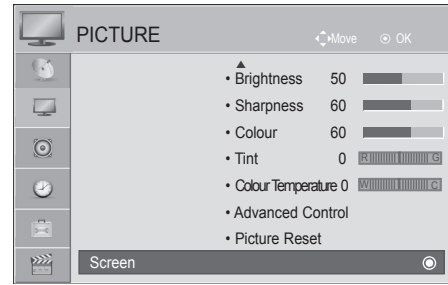 PICTURE
Move
OK
• Brightness 50
• Sharpness 60
• Colour 60
• Tint 0 R G
• Colour Temperature 0 W C
• Advanced Control
• Picture Reset
Screen